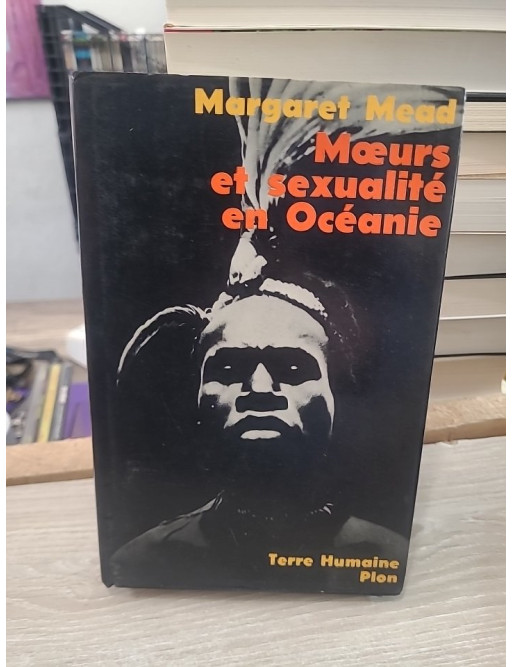 Margaret Mead
Mœurs
et sexualité
en Océanie
Terre Humaine
Plon